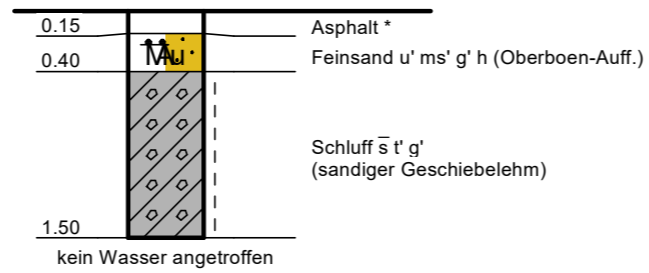 0.15
Asphalt *
Mu
A
Feinsand u' ms' g' h (Oberboen-Auff.)
0.40
Schluff s̅ t' g'
(sandiger Geschiebelehm)
1.50
kein Wasser angetroffen